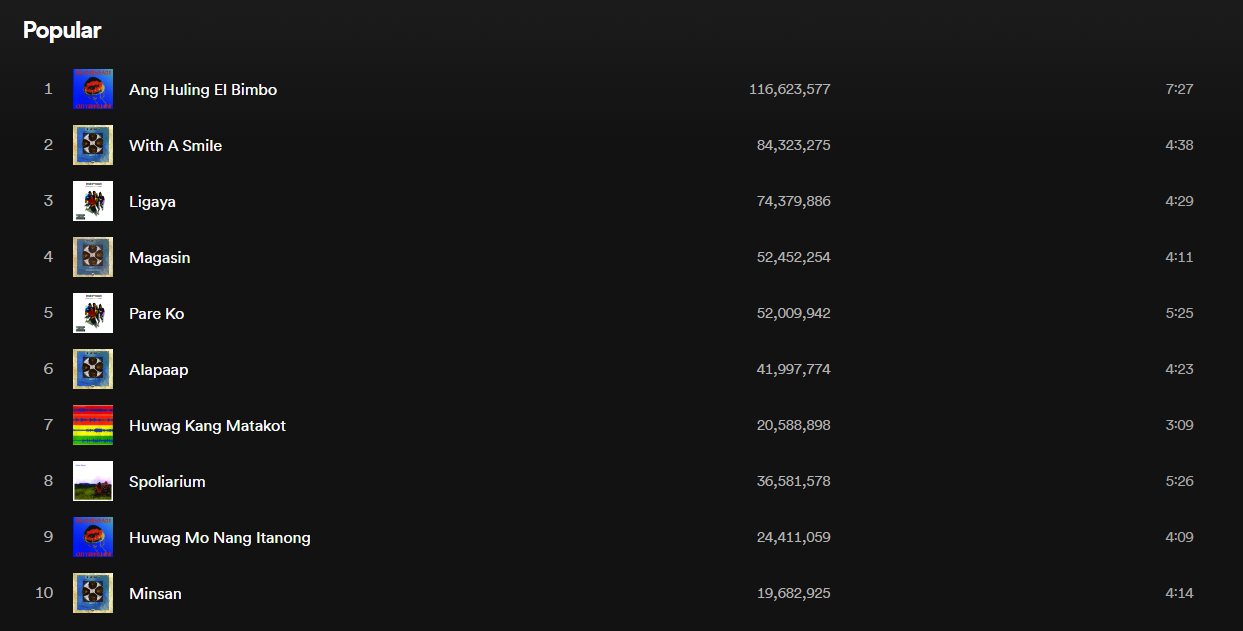 Popular
1 Ang Huling El Bimbo 116,623,577 7:27
2 With A Smile 84,323,275 4:38
3 Ligaya 74,379,886 4:29
4 Magasin 52,452,254 4:11
5 Pare Ko 52,009,942 5:25
6 Alapaap 41,997,774 4:23
7 Huwag Kang Matakot 20,588,898 3:09
8 Spoliarium 36,581,578 5:26
9 Huwag Mo Nang Itanong 24,411,059 4:09
10 Minsan 19,682,925 4:14